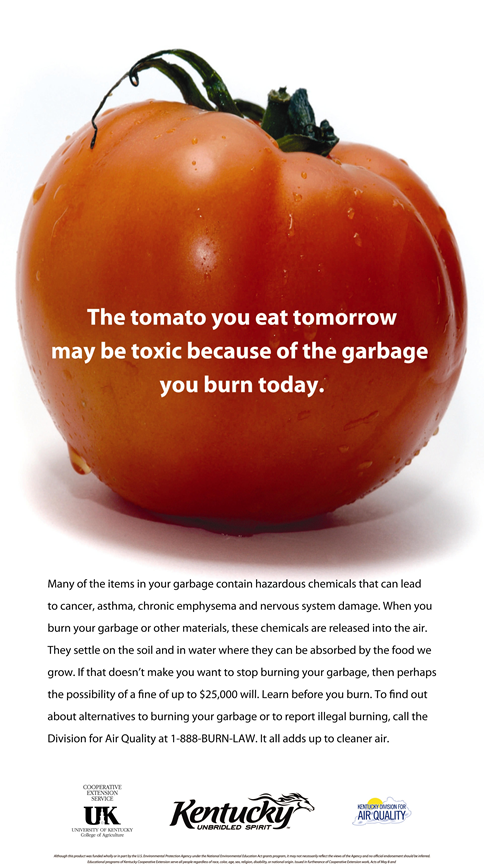 The tomato you eat tomorrow
may be toxic because of the garbage
you burn today.
Many of the items in your garbage contain hazardous chemicals that can lead
to cancer, asthma, chronic emphysema and nervous system damage. When you
burn your garbage or other materials, these chemicals are released into the air.
They settle on the soil and in water where they can be absorbed by the food we
grow. If that doesn’t make you want to stop burning your garbage, then perhaps
the possibility of a fine of up to $25,000 will. Learn before you burn. To find out
about alternatives to burning your garbage or to report illegal burning, call the
Division for Air Quality at 1-888-BURN-LAW. It all adds up to cleaner air.
COOPERATIVE
EXTENSION
SERVICE
UK
UNIVERSITY OF KENTUCKY
College of Agriculture
Kentucky
UNBRIDLED SPIRIT™
KENTUCKY DIVISION FOR
AIR QUALITY
Although this product was funded wholly or in part by the U.S. Environmental Protection Agency under the National Environmental Education Act grants program, it may not necessarily reflect the views of the Agency and no official endorsement should be inferred.
Educational programs of Kentucky Cooperative Extension serve all people regardless of race, color, age, sex, religion, disability, or national origin. Issued in furtherance of Cooperative Extension work, Acts of May 8 and